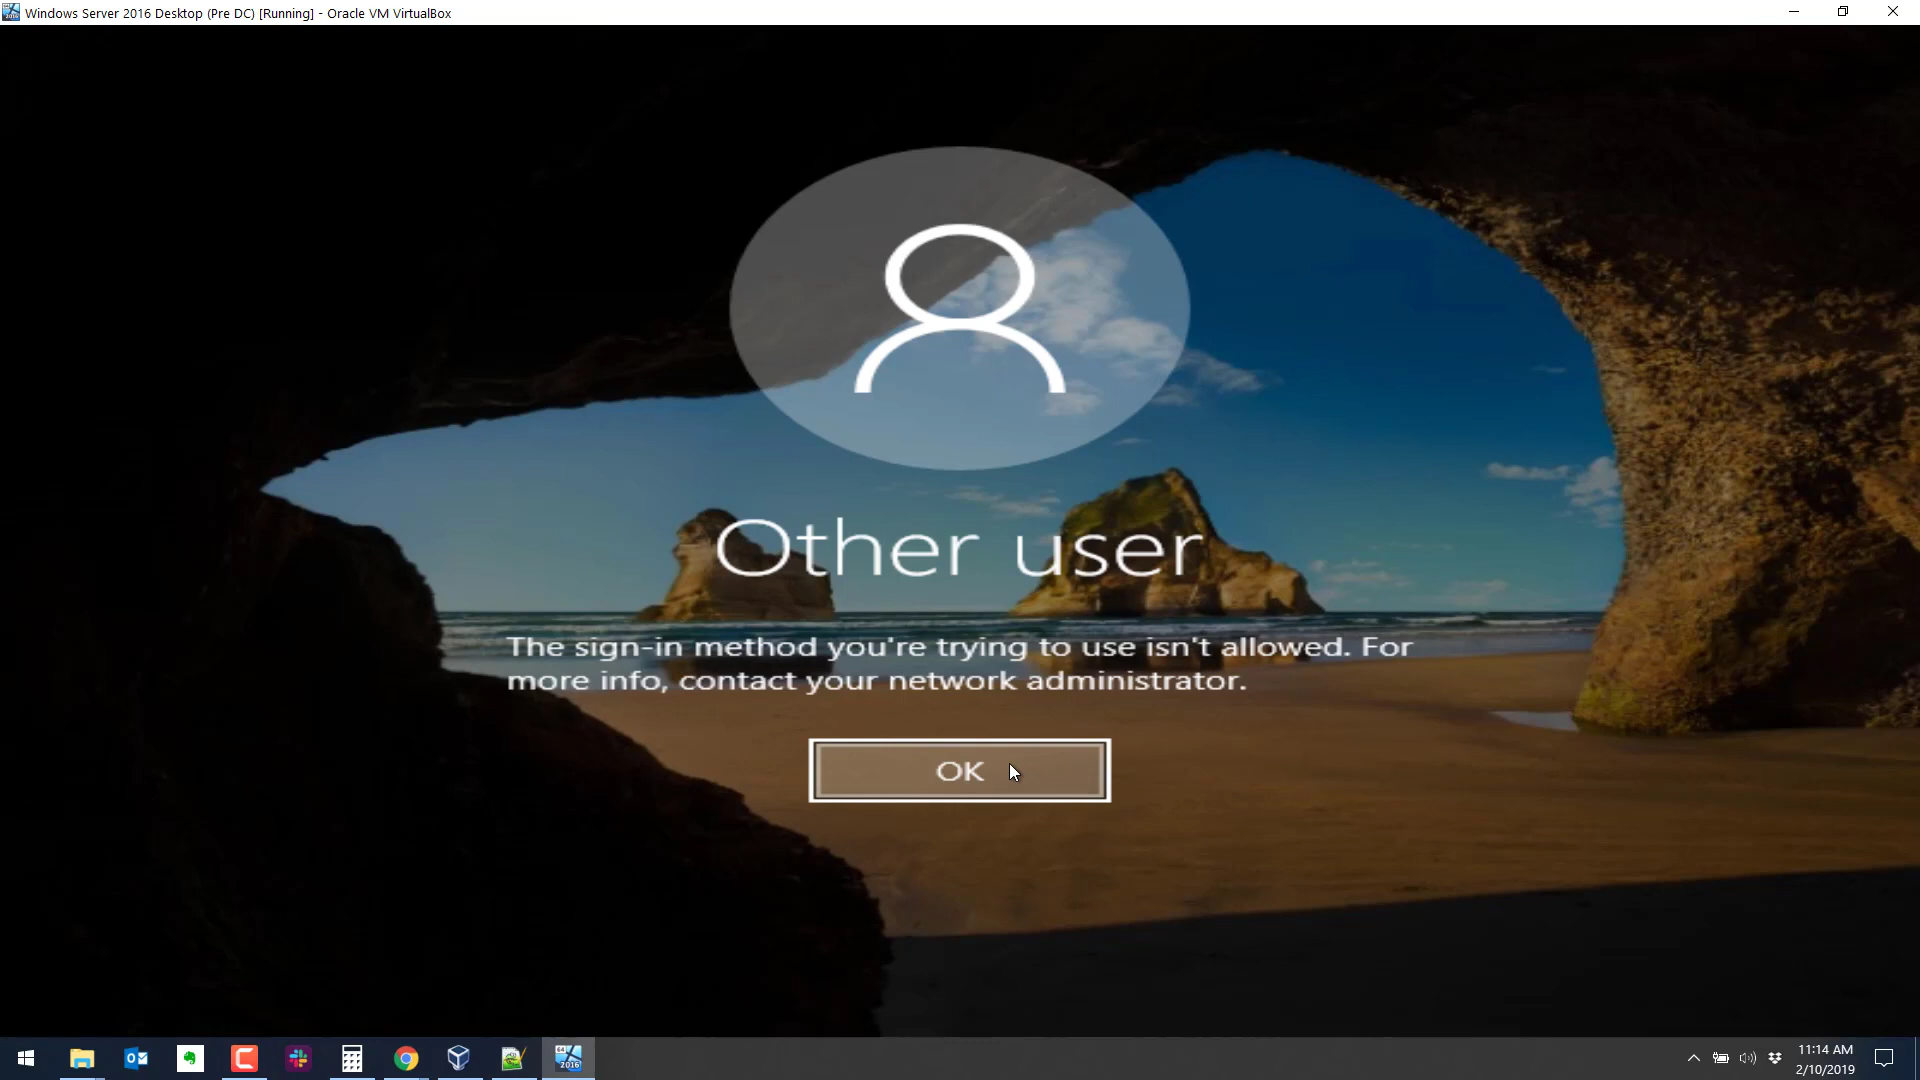 Windows Server 2016 Desktop (Pre DC) [Running] - Oracle VM VirtualBox
Other user
The sign-in method you're trying to use isn't allowed. For
more info, contact your network administrator.
OK
2016
11:14 AM
2/10/2019